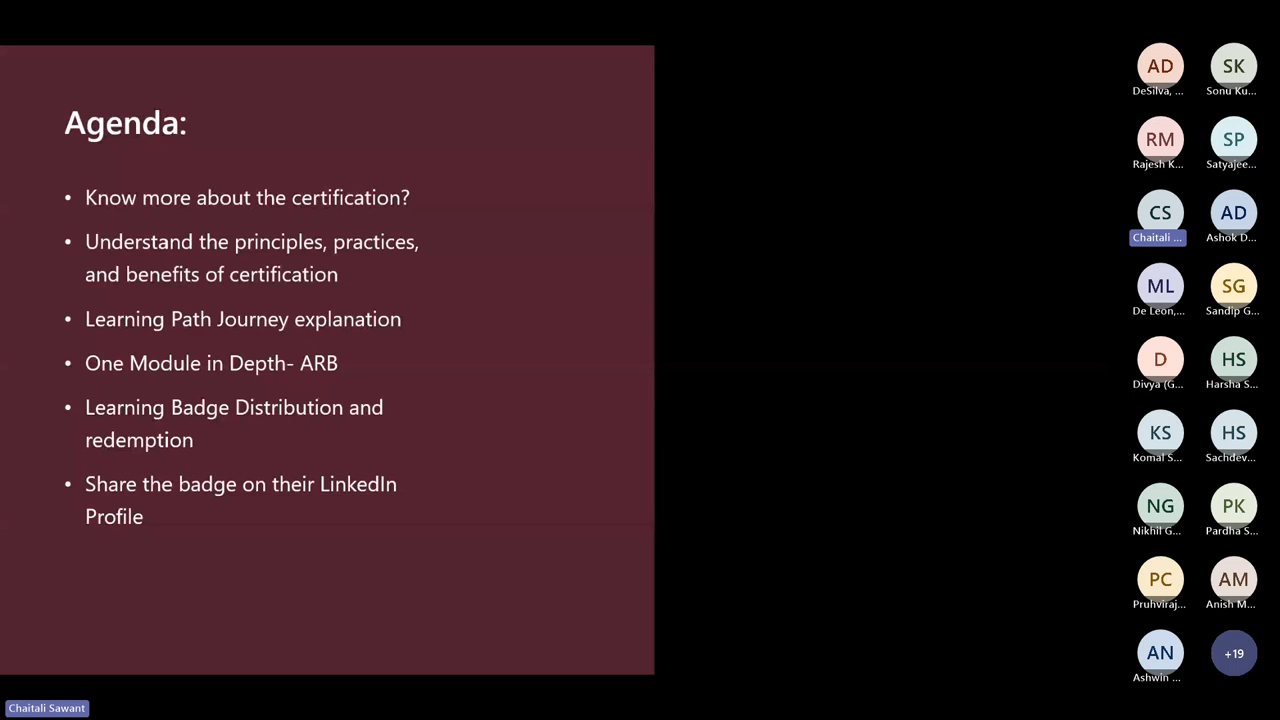 Agenda:
• Know more about the certification?
• Understand the principles, practices,
and benefits of certification
• Learning Path Journey explanation
• One Module in Depth- ARB
• Learning Badge Distribution and
redemption
• Share the badge on their LinkedIn
Profile
AD SK
DeSilva, ... Sonu Ku...
RM SP
Rajesh K... Satyajee...
CS AD
Chaitali ... Ashok D...
ML SG
De Leon,... Sandip G...
D HS
Divya (G... Harsha S...
KS HS
Komal S... Sachdev...
NG PK
Nikhil G... Pardha S...
PC AM
Pruhviraj... Anish M...
AN +19
Ashwin ...
Chaitali Sawant